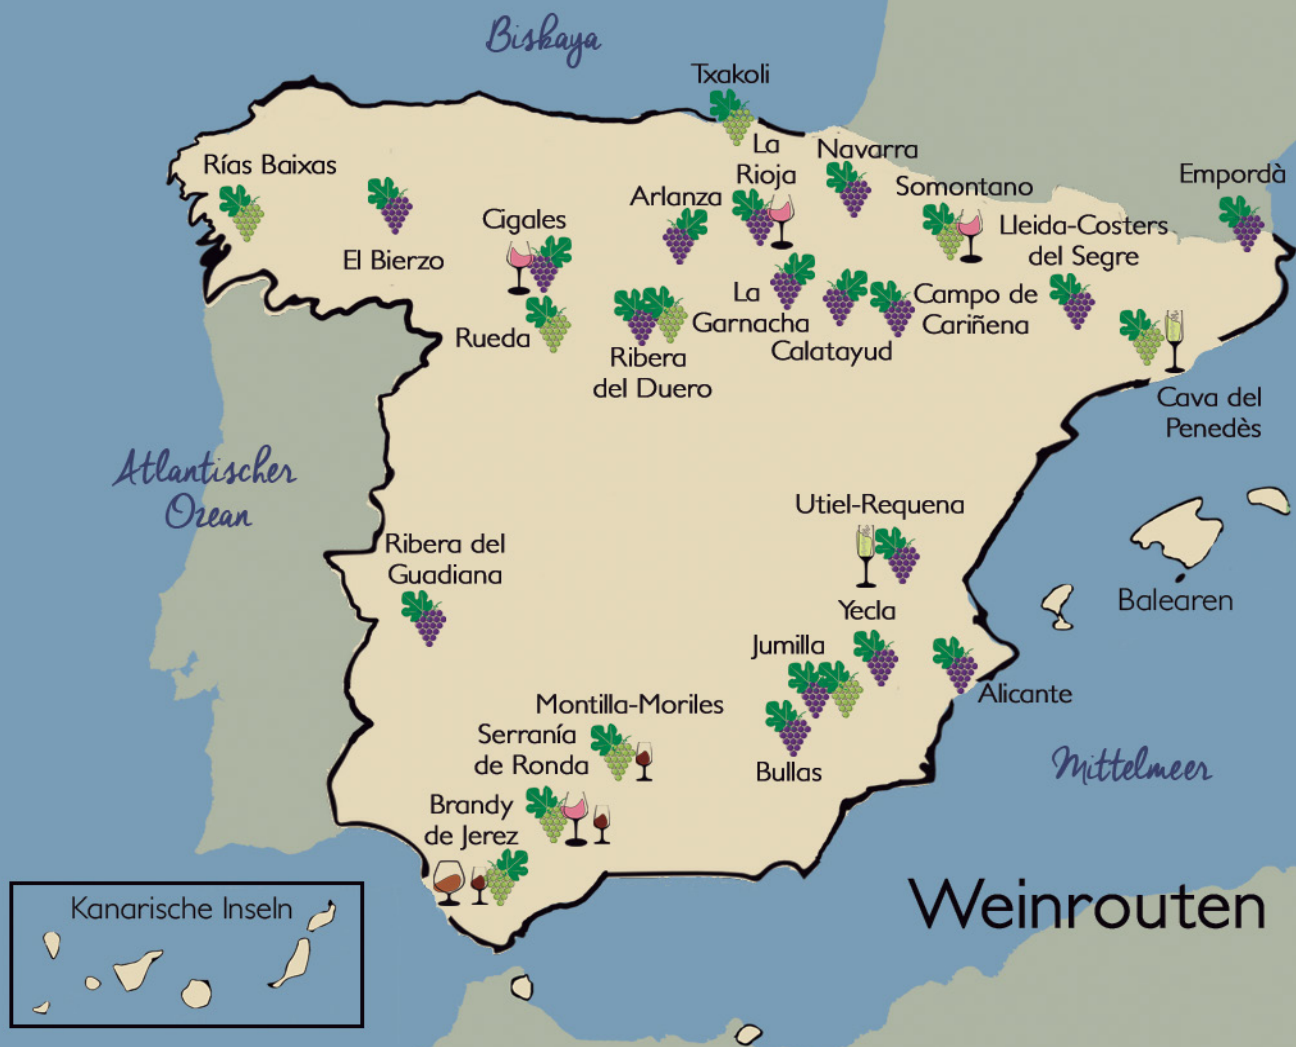 Biskaya
Txakoli
La
Rioja
Navarra
Rías Baixas
Arlanza
Somontano
Empordà
Cigales
Lleida-Costers
del Segre
El Bierzo
La
Garnacha
Campo de
Cariñena
Rueda
Ribera
del Duero
Calatayud
Cava del
Penedès
Atlantischer
Ozean
Utiel-Requena
Ribera del
Guadiana
Yecla
Balearen
Jumilla
Alicante
Montilla-Moriles
Serranía
de Ronda
Bullas
Mittelmeer
Brandy
de Jerez
Kanarische Inseln
Weinrouten